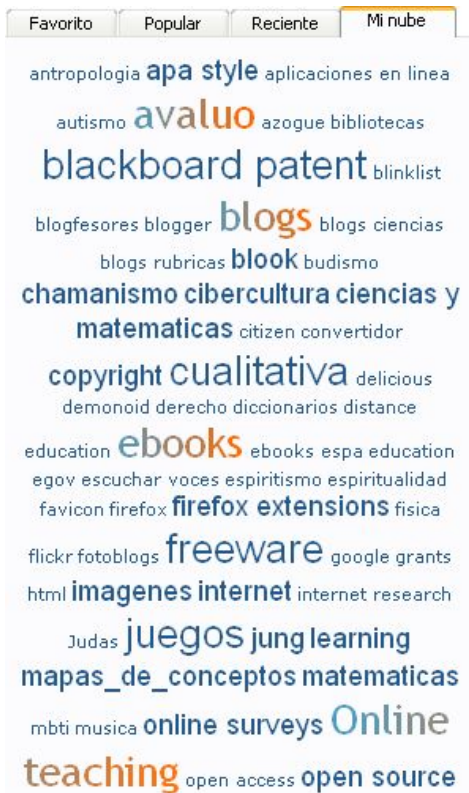 Favorito Popular Reciente Mi nube
antropologia apa style aplicaciones en linea
autismo avaluo azogue bibliotecas
blackboard patent blinklist
blogfesores blogger blogs blogs ciencias
blogs rubricas blook budismo
chamanismo cibercultura ciencias y
matematicas citizen convertidor
copyright cualitativa delicious
demonoid derecho diccionarios distance
education ebooks ebooks espa education
egov escuchar voces espiritismo espiritualidad
favicon firefox firefox extensions fisica
flickr fotoblogs freeware google grants
html imagenes internet internet research
Judas juegos jung learning
mapas_de_conceptos matematicas
mbti musica online surveys Online
teaching open access open source